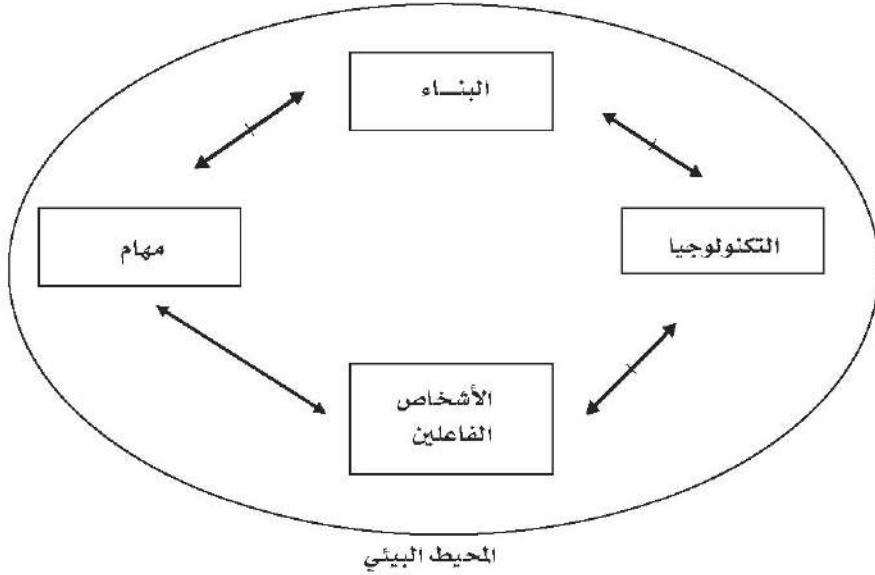 البنـــاء
التكنولوجيا
مهام
الأشخاص
الفاعلين
المحيط البيئي